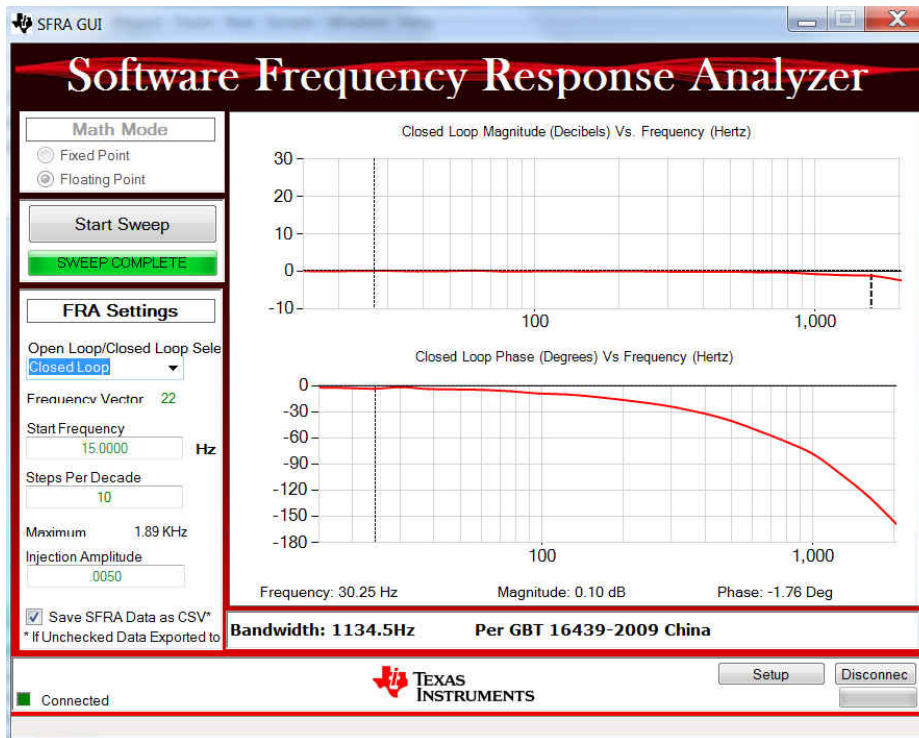 SFRA GUI
Software Frequency Response Analyzer
Math Mode
Fixed Point
Floating Point
Start Sweep
SWEEP COMPLETE
FRA Settings
Open Loop/Closed Loop Sele
Closed Loop
Frequency Vector 22
Start Frequency
15.0000 Hz
Steps Per Decade
10
Maximum 1.89 KHz
Injection Amplitude
.0050
Save SFRA Data as CSV*
* If Unchecked Data Exported to
Closed Loop Magnitude (Decibels) Vs. Frequency (Hertz)
30
20
10
0
-10
100 1,000
Closed Loop Phase (Degrees) Vs Frequency (Hertz)
0
-30
-60
-90
-120
-150
-180
100 1,000
Frequency: 30.25 Hz Magnitude: 0.10 dB Phase: -1.76 Deg
Bandwidth: 1134.5Hz Per GBT 16439-2009 China
Connected
TEXAS
INSTRUMENTS
Setup Disconnec